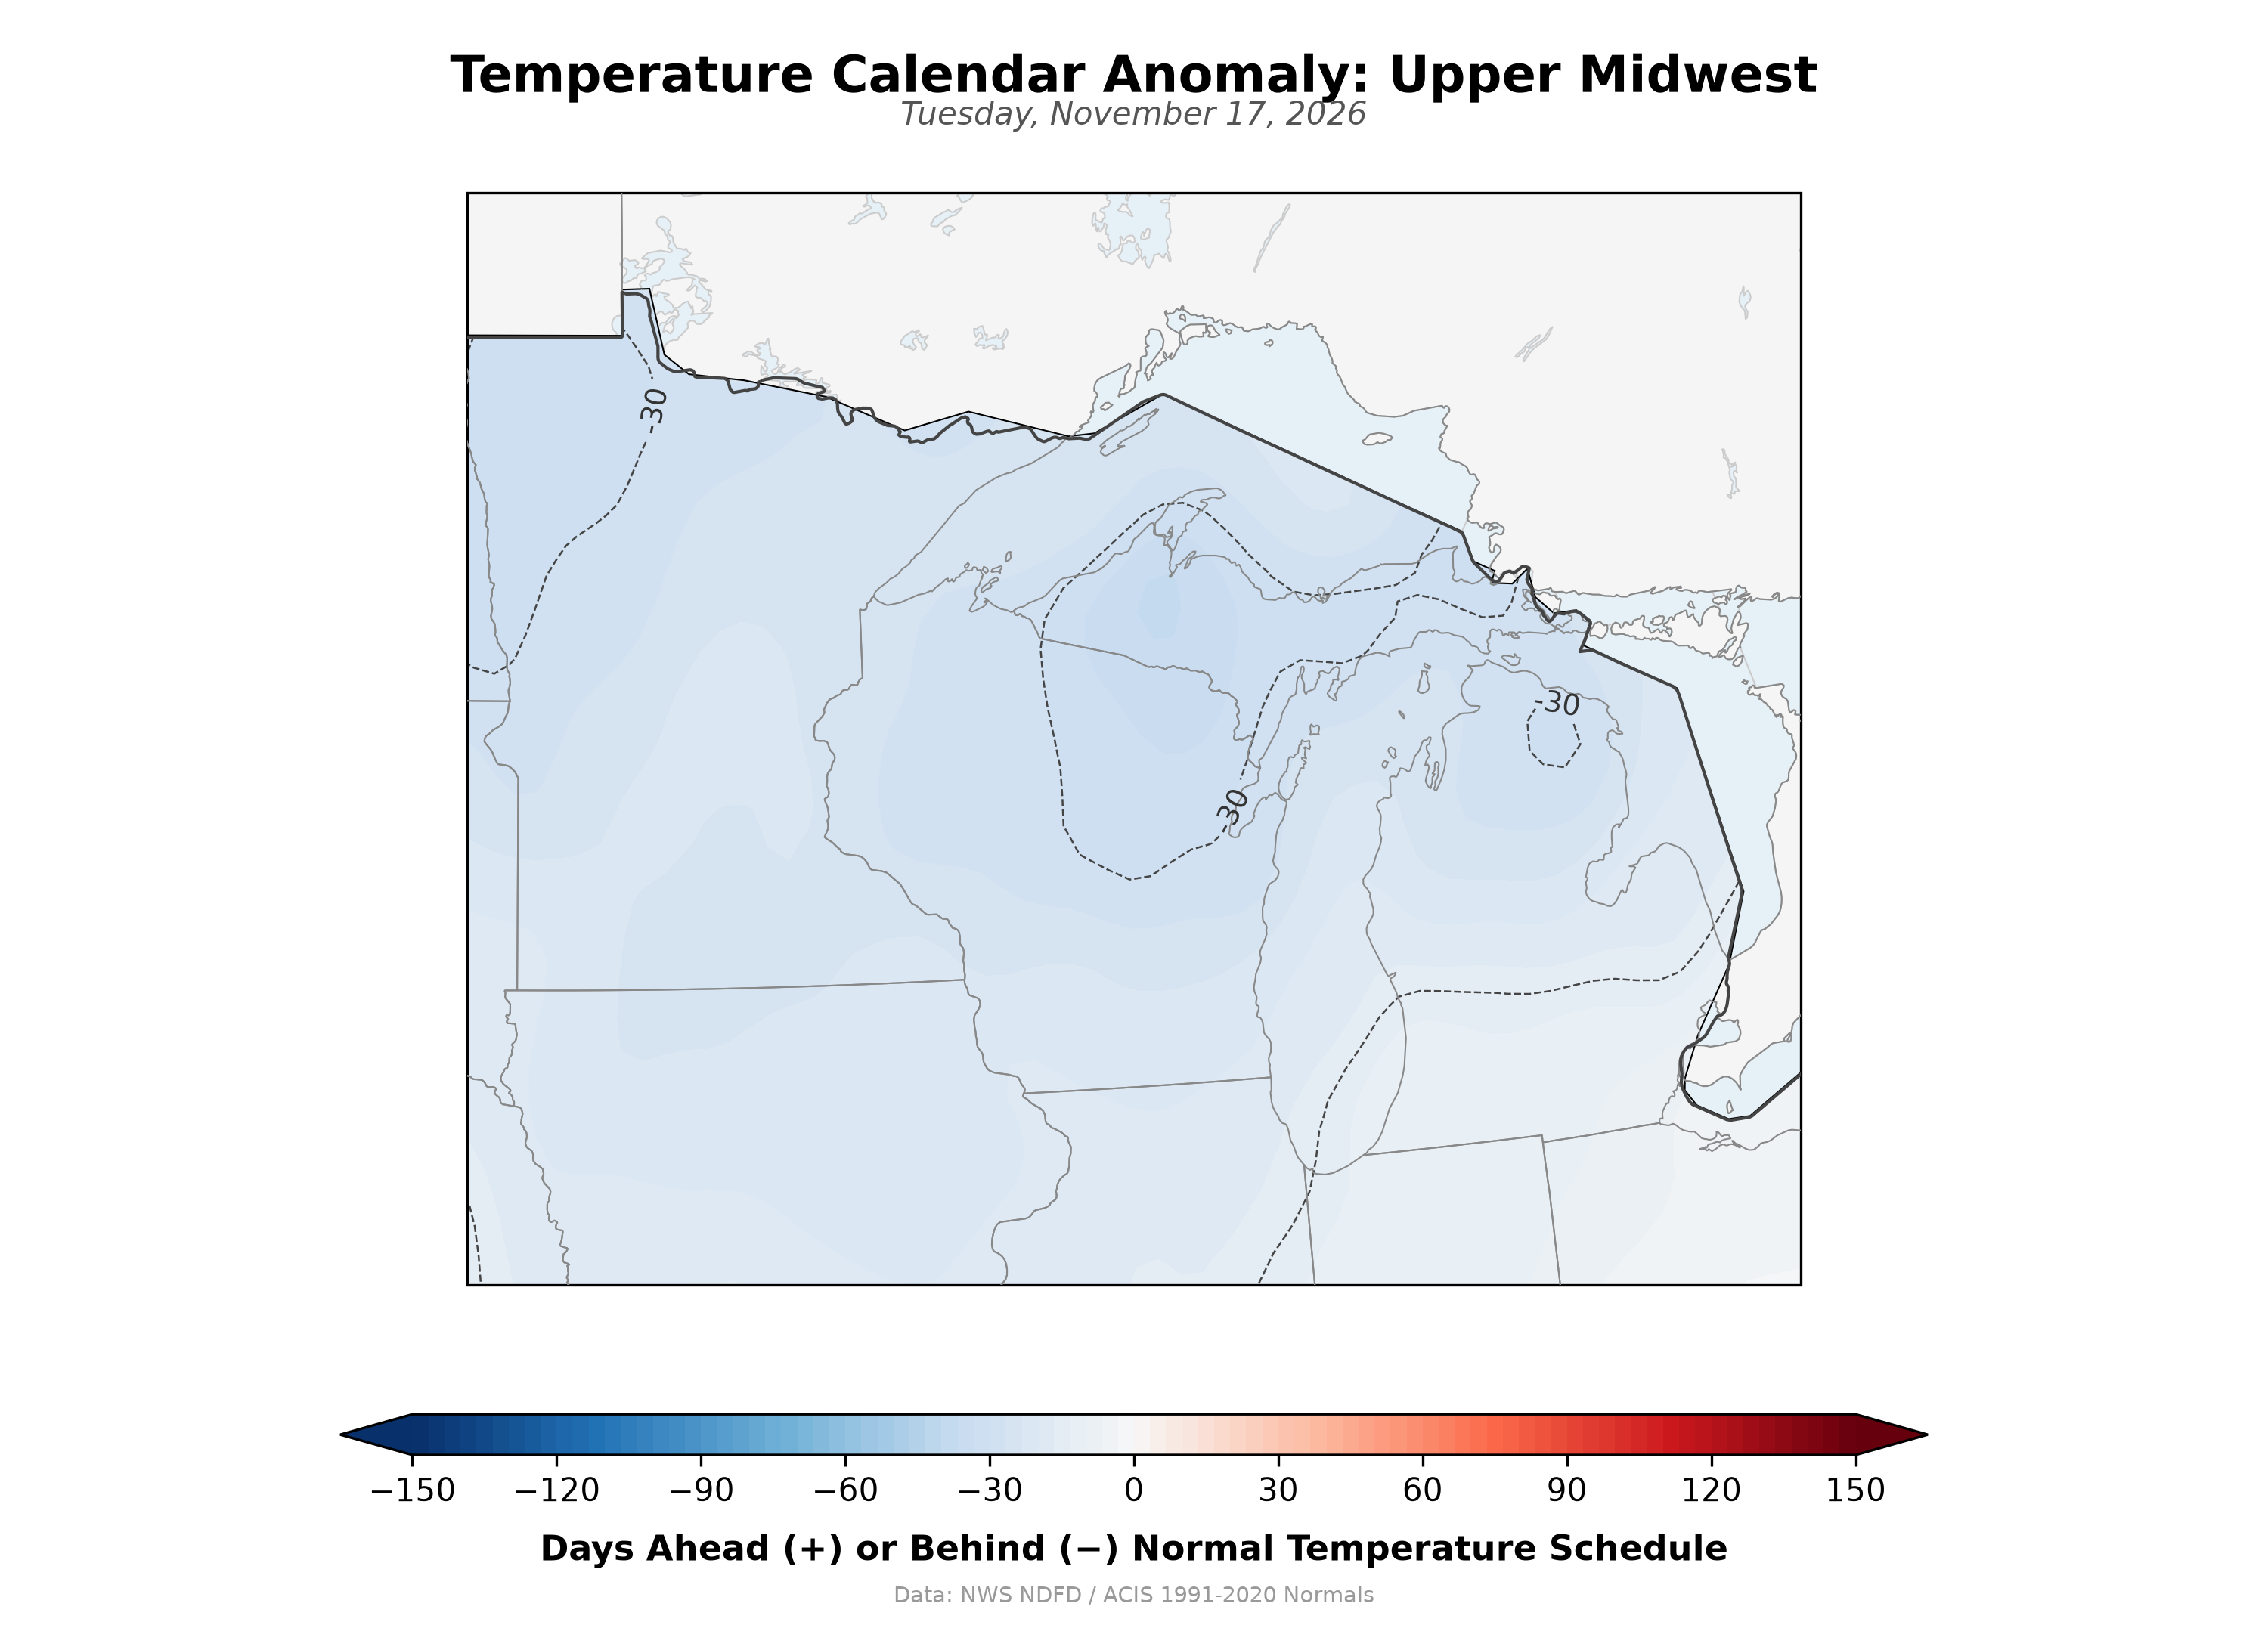 Temperature Calendar Anomaly: Upper Midwest
Tuesday, November 17, 2026
-30
-30
-30
−150 −120 −90 −60 −30 0 30 60 90 120 150
Days Ahead (+) or Behind (−) Normal Temperature Schedule
Data: NWS NDFD / ACIS 1991-2020 Normals